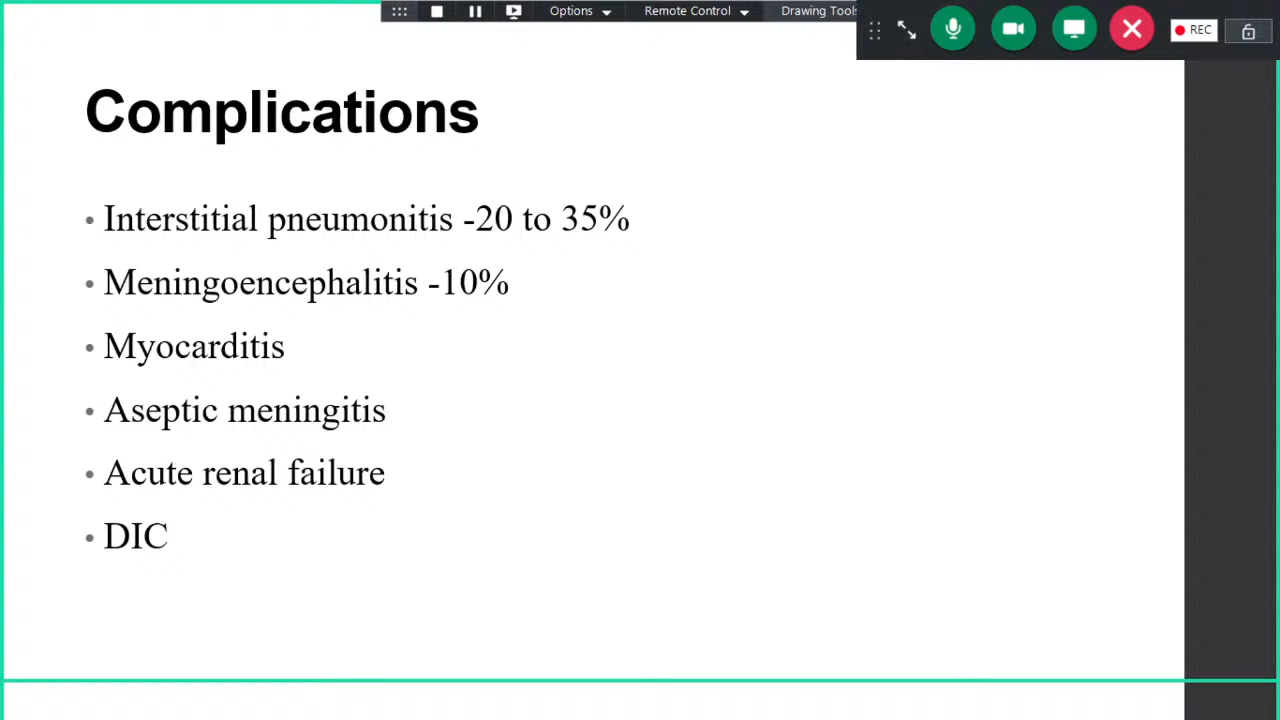 Options
Remote Control
Drawing Tools
REC
Complications
• Interstitial pneumonitis -20 to 35%
• Meningoencephalitis -10%
• Myocarditis
• Aseptic meningitis
• Acute renal failure
• DIC